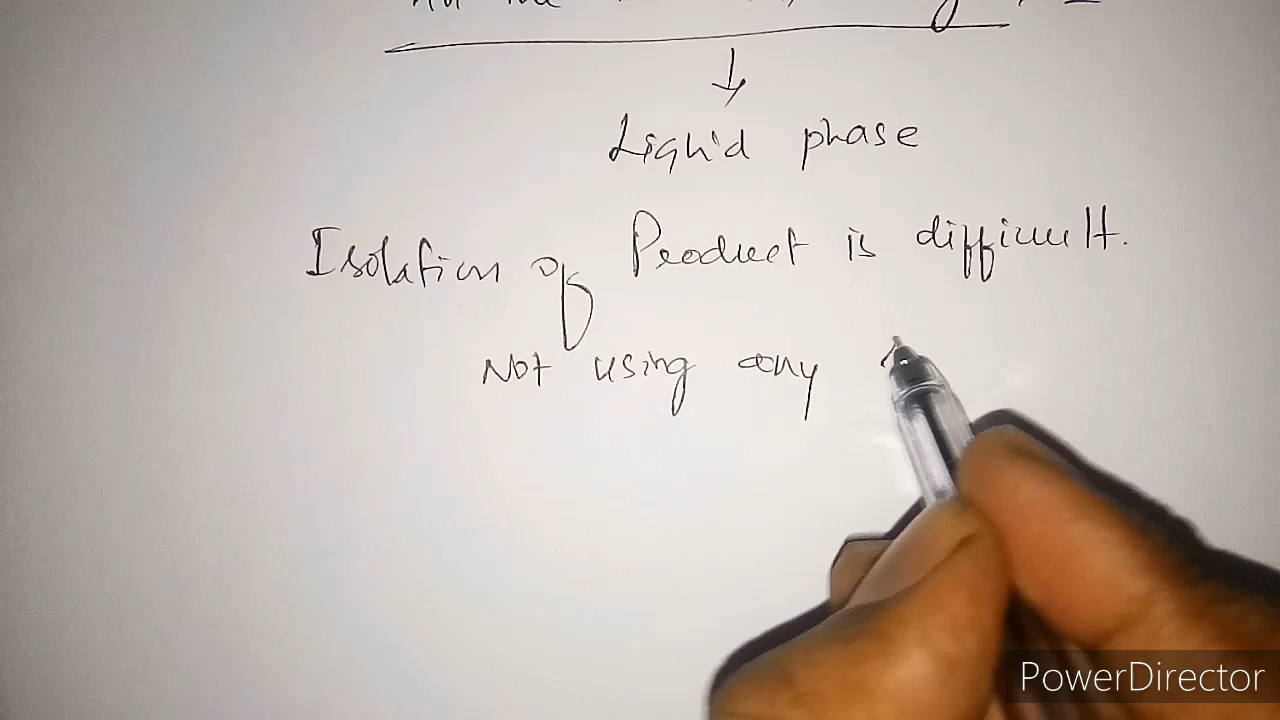 Liquid phase
Isolation of Product is difficult.
Not using any
PowerDirector